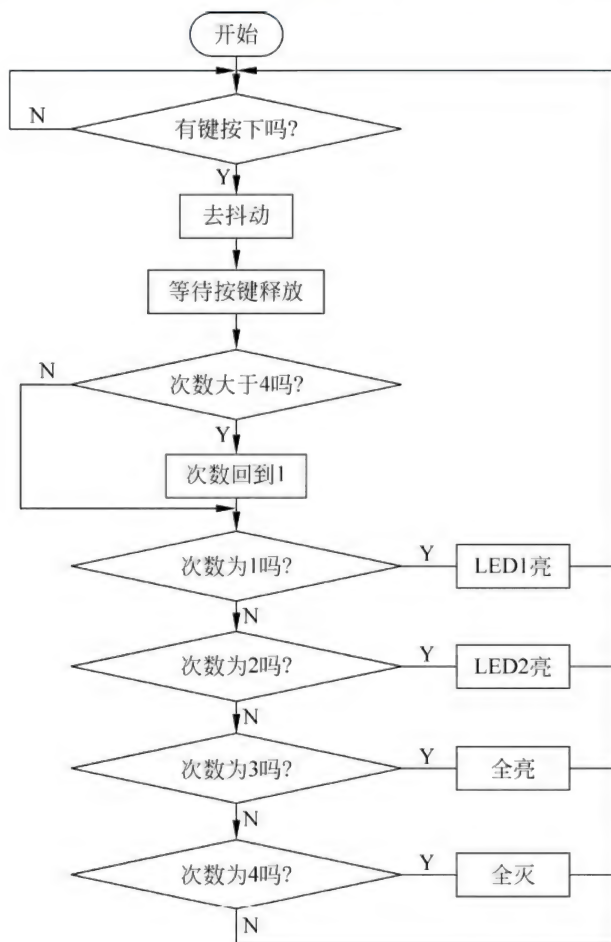 开始
N
有键按下吗?
Y
去抖动
等待按键释放
N
次数大于4吗?
Y
次数回到1
次数为1吗?
Y
LED1亮
N
次数为2吗?
Y
LED2亮
N
次数为3吗?
Y
全亮
N
次数为4吗?
Y
全灭
N